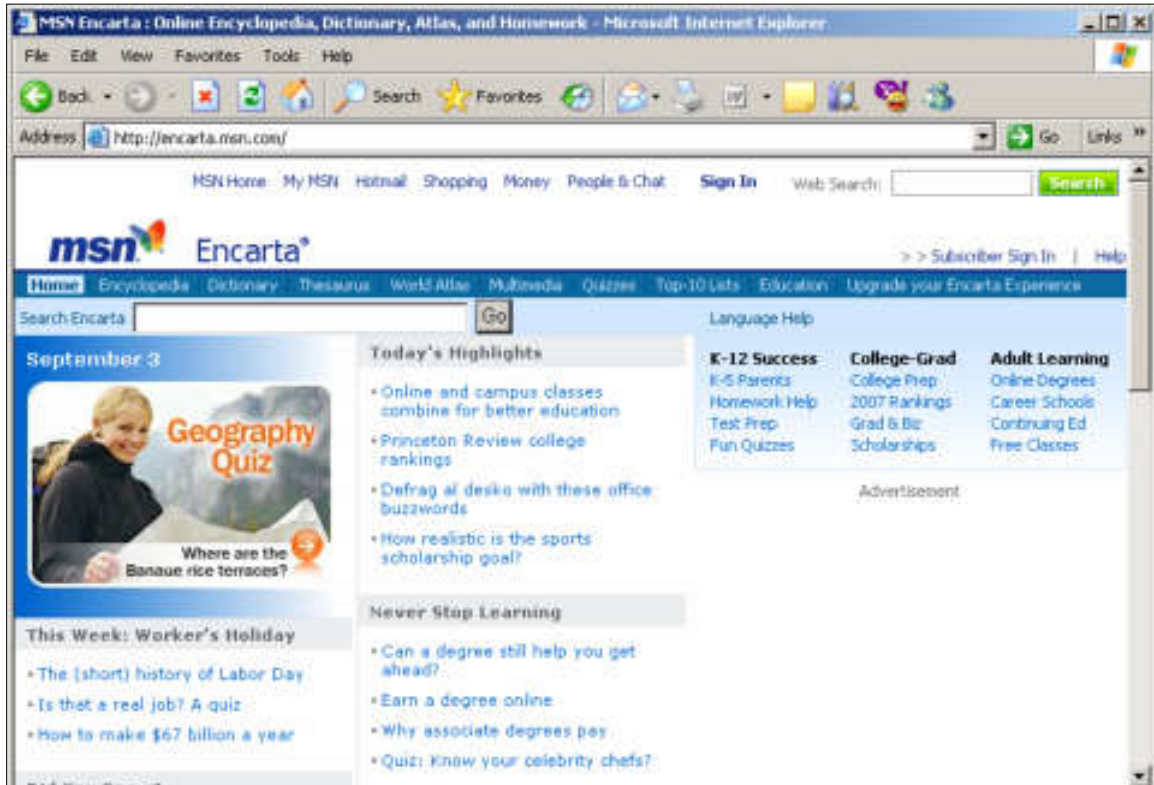 MSN Encarta : Online Encyclopedia, Dictionary, Atlas, and Homework - Microsoft Internet Explorer
File Edit View Favorites Tools Help
Back Search Favorites
Address http://encarta.msn.com/ Go Links »
MSN Home My MSN Hotmail Shopping Money People & Chat Sign In Web Search: Search
msn Encarta®
> > Subscriber Sign In | Help
Home Encyclopedia Dictionary Thesaurus World Atlas Multimedia Quizzes Top-10 Lists Education Upgrade your Encarta Experience
Search Encarta Go Language Help
September 3
Geography
Quiz
Where are the
Banaue rice terraces?
This Week: Worker's Holiday
The (short) history of Labor Day
Is that a real job? A quiz
How to make $67 billion a year
Today's Highlights
Online and campus classes
combine for better education
Princeton Review college
rankings
Defrag al desko with these office
buzzwords
How realistic is the sports
scholarship goal?
Never Stop Learning
Can a degree still help you get
ahead?
Earn a degree online
Why associate degrees pay
Quiz: Know your celebrity chefs?
K-12 Success
K-5 Parents
Homework Help
Test Prep
Fun Quizzes
College-Grad
College Prep
2007 Rankings
Grad & Biz
Scholarships
Adult Learning
Online Degrees
Career Schools
Continuing Ed
Free Classes
Advertisement